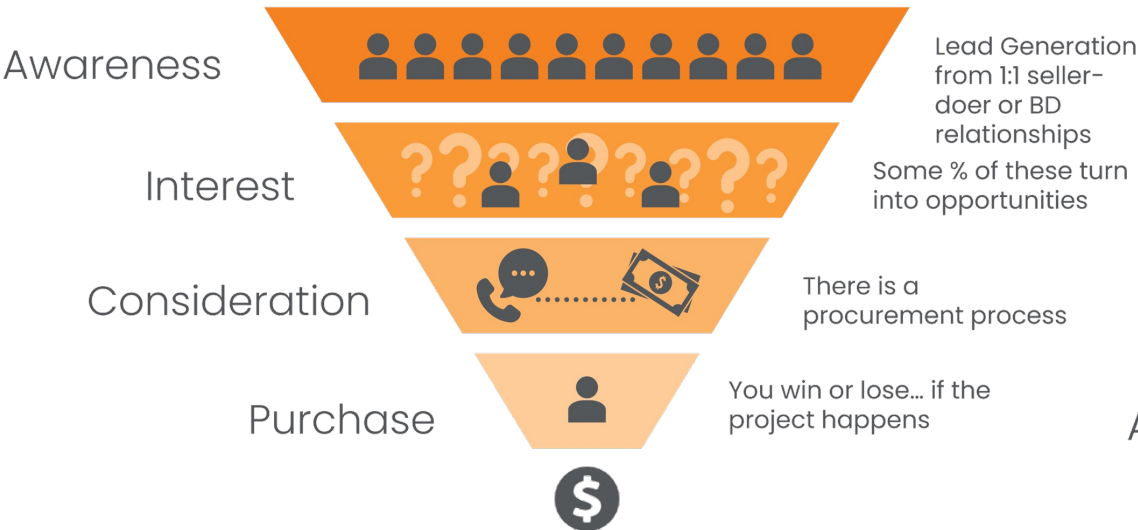 Awareness
Lead Generation
from 1:1 seller-
doer or BD
relationships
Interest
? ? ? ? ? ? ? ? ?
Some % of these turn
into opportunities
Consideration
$
There is a
procurement process
Purchase
You win or lose... if the
project happens
A
$